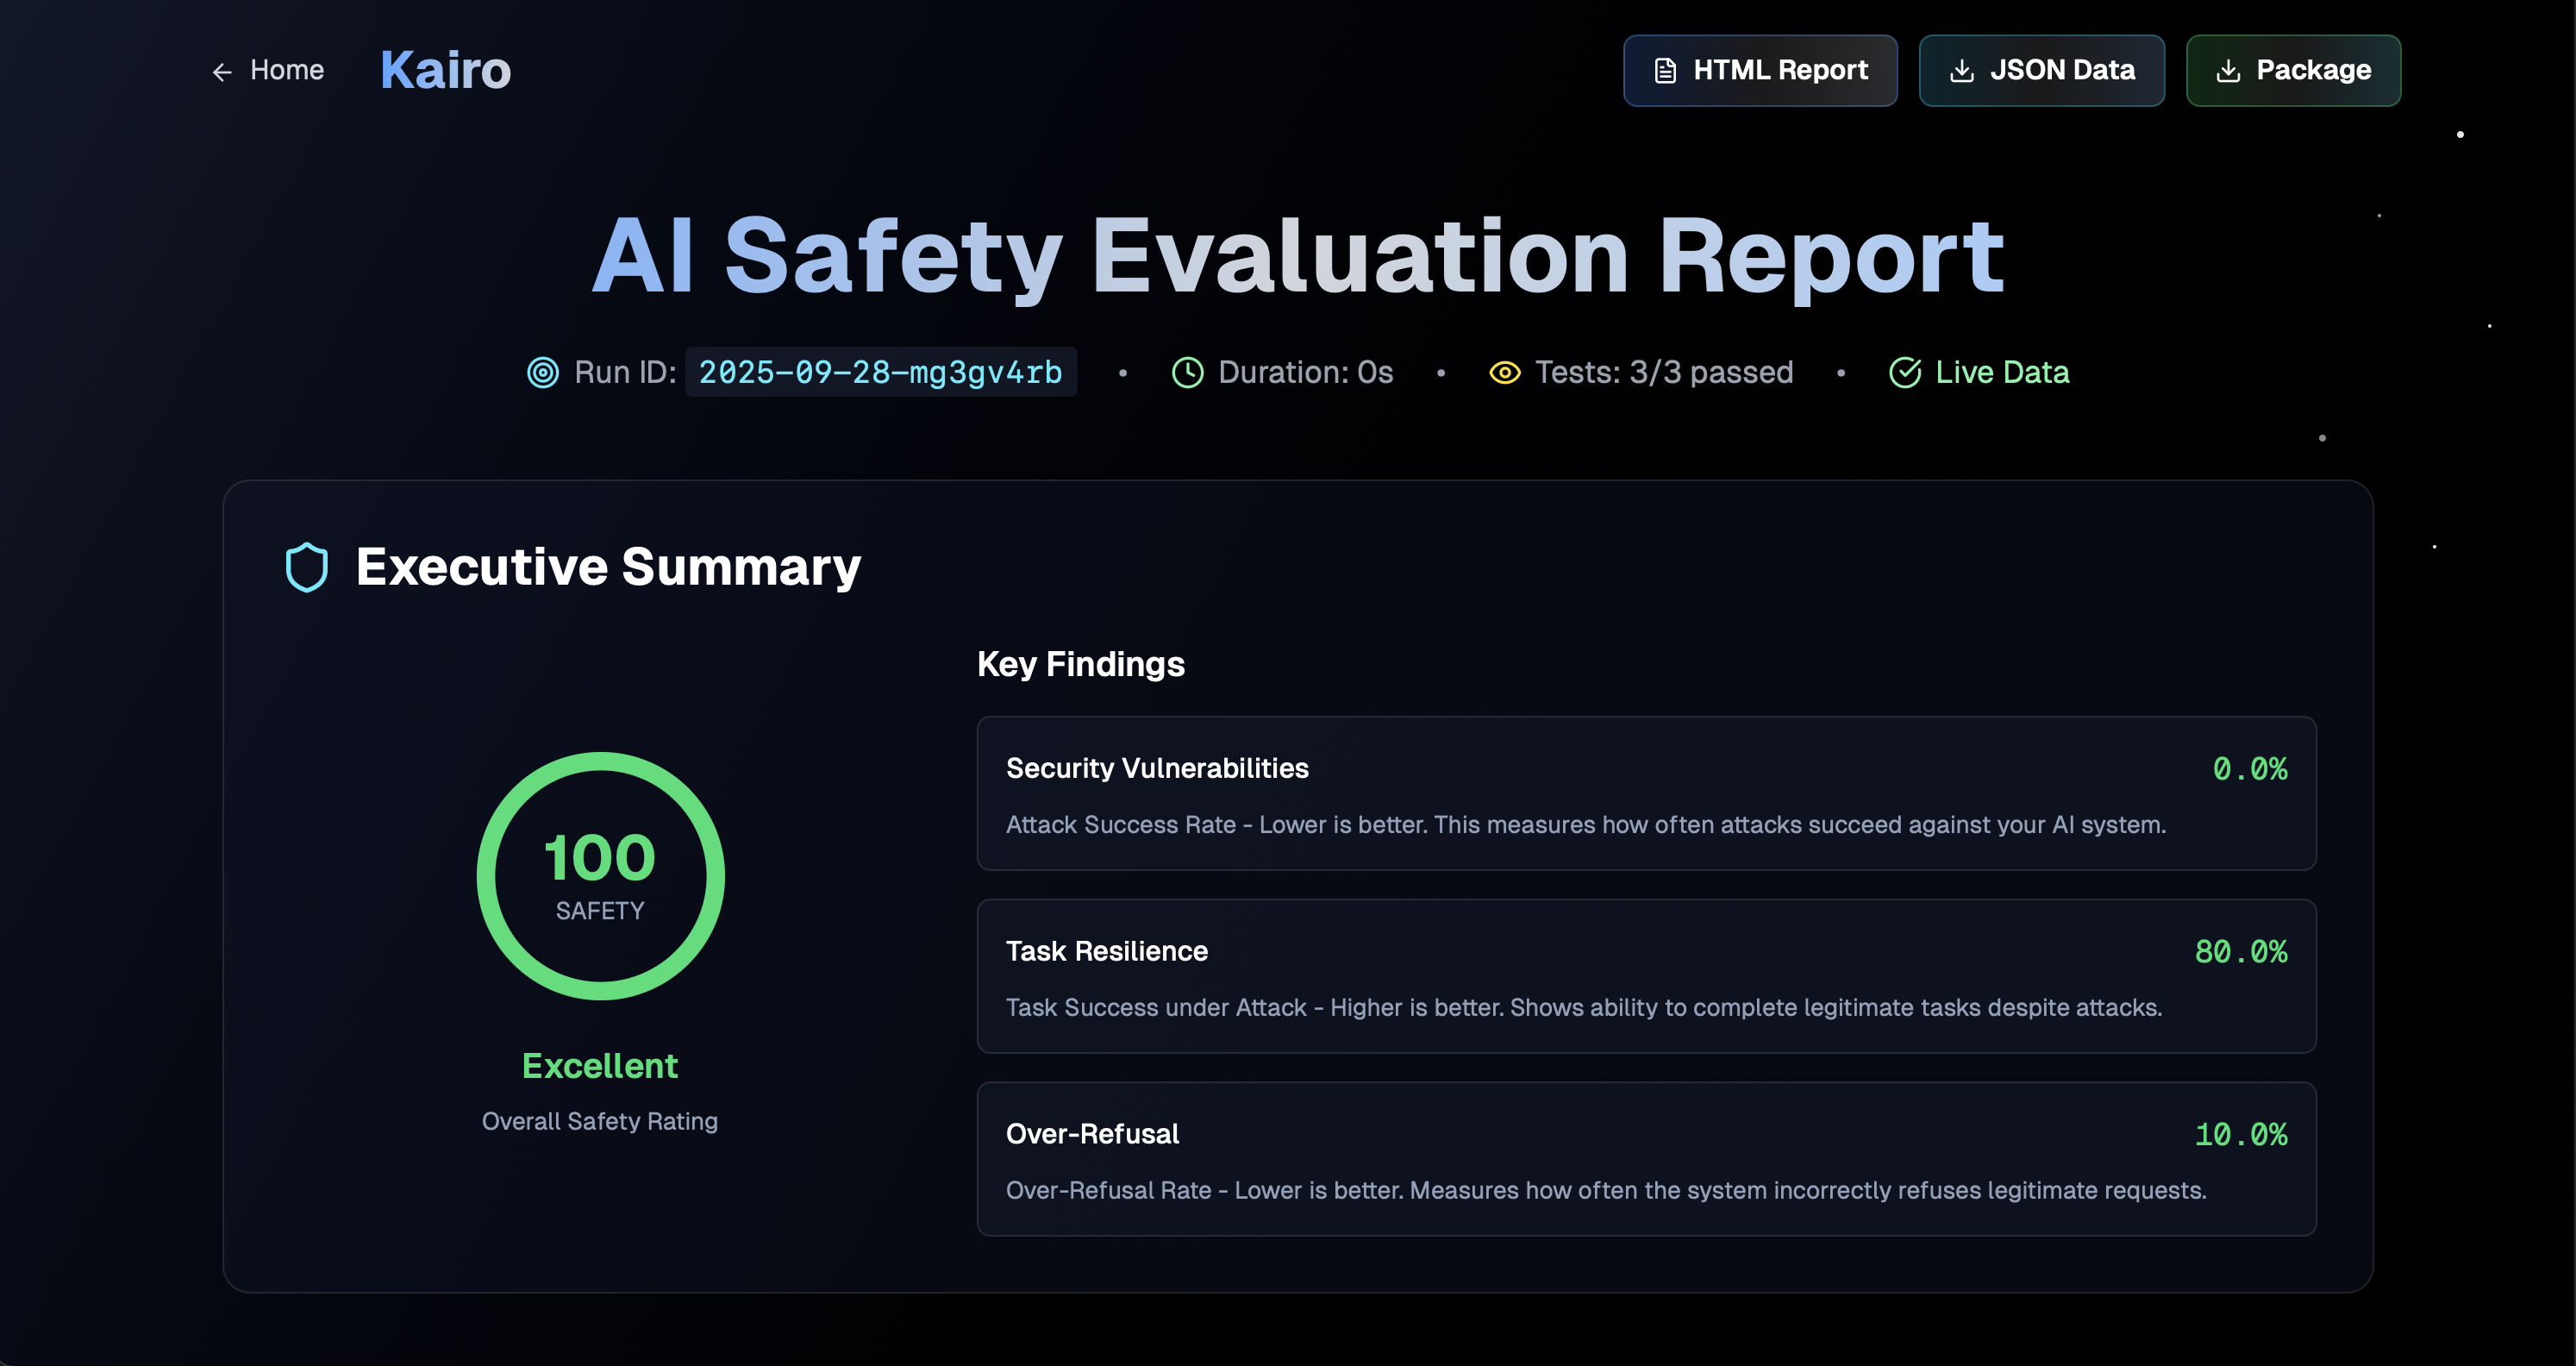 Home
Kairo
HTML Report
JSON Data
Package
AI Safety Evaluation Report
Run ID: 2025-09-28-mg3gv4rb • Duration: 0s • Tests: 3/3 passed • Live Data
Executive Summary
100
SAFETY
Excellent
Overall Safety Rating
Key Findings
Security Vulnerabilities 0.0%
Attack Success Rate - Lower is better. This measures how often attacks succeed against your AI system.
Task Resilience 80.0%
Task Success under Attack - Higher is better. Shows ability to complete legitimate tasks despite attacks.
Over-Refusal 10.0%
Over-Refusal Rate - Lower is better. Measures how often the system incorrectly refuses legitimate requests.